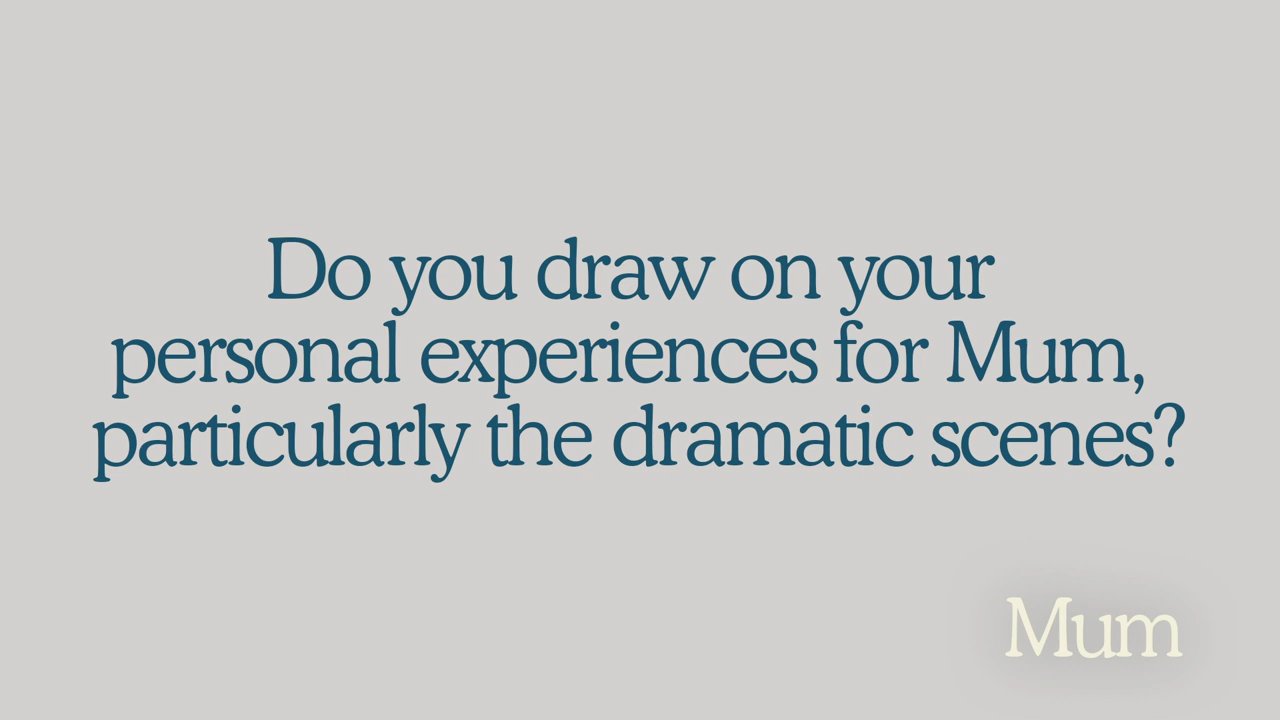 Do you draw on your
personal experiences for Mum,
particularly the dramatic scenes?
Mum